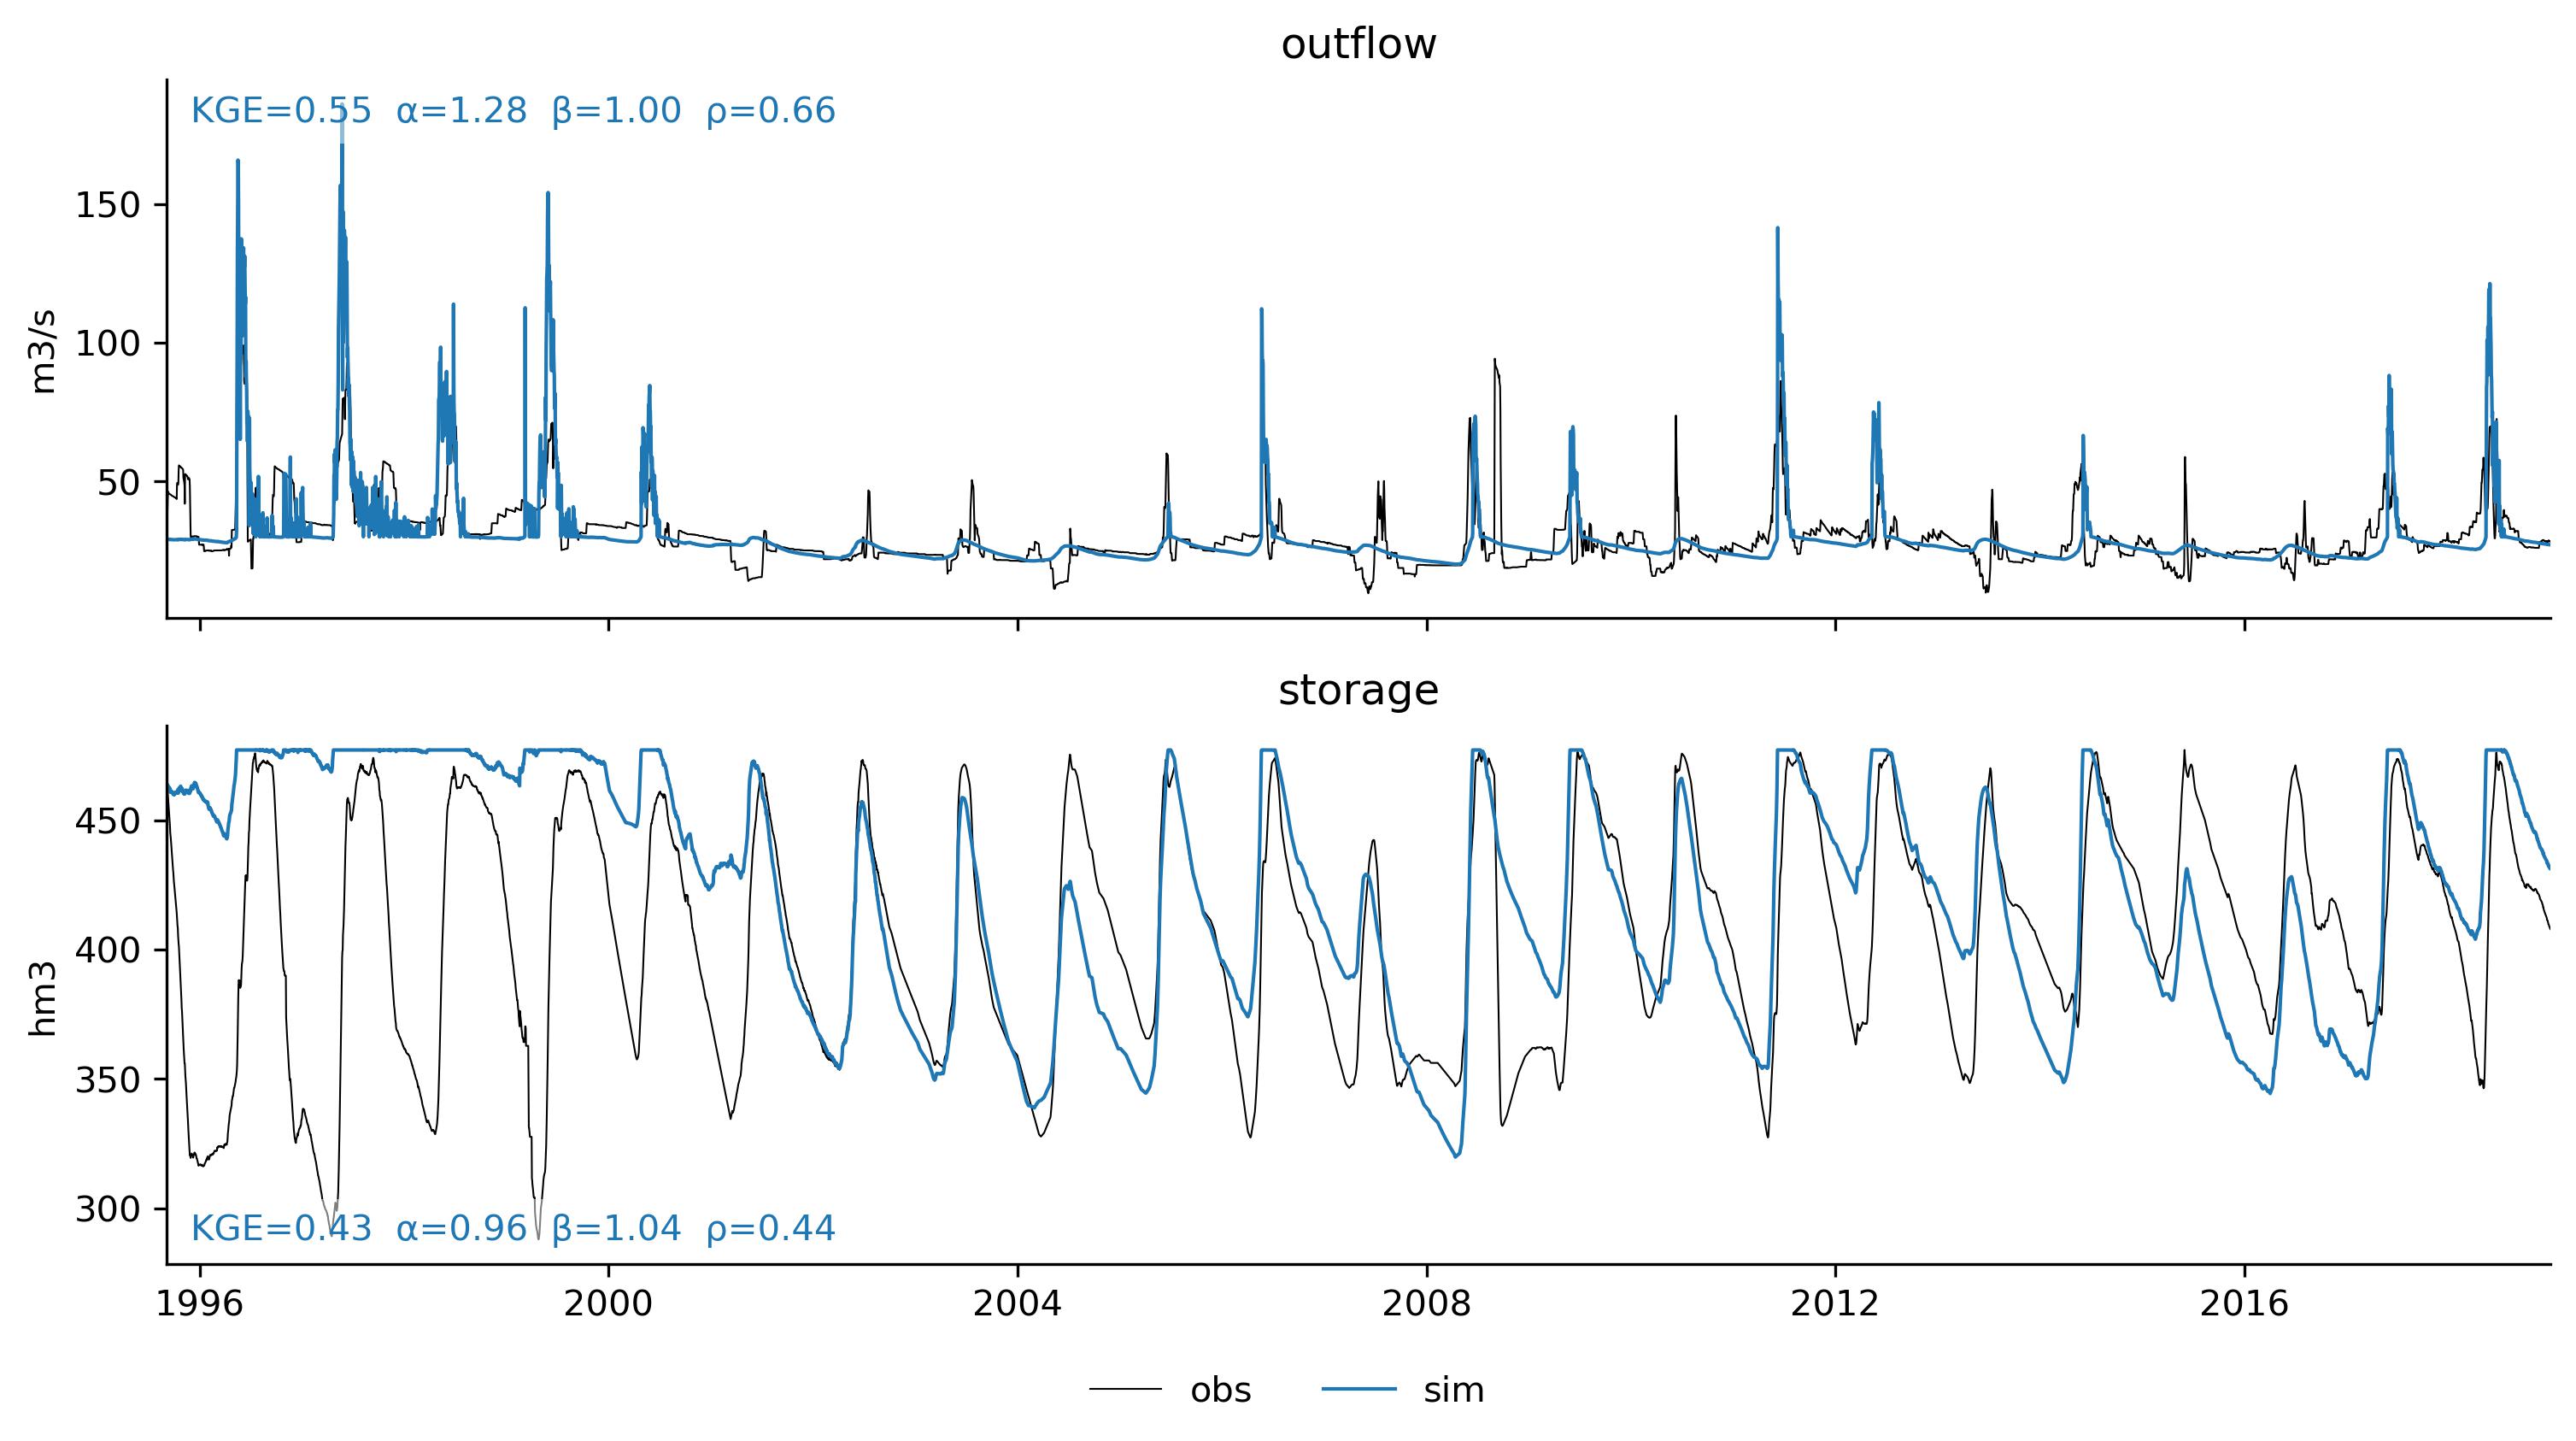 outflow
KGE=0.55 α=1.28 β=1.00 ρ=0.66
150
100
50
m3/s
storage
450
400
350
300
hm3
KGE=0.43 α=0.96 β=1.04 ρ=0.44
1996 2000 2004 2008 2012 2016
obs sim